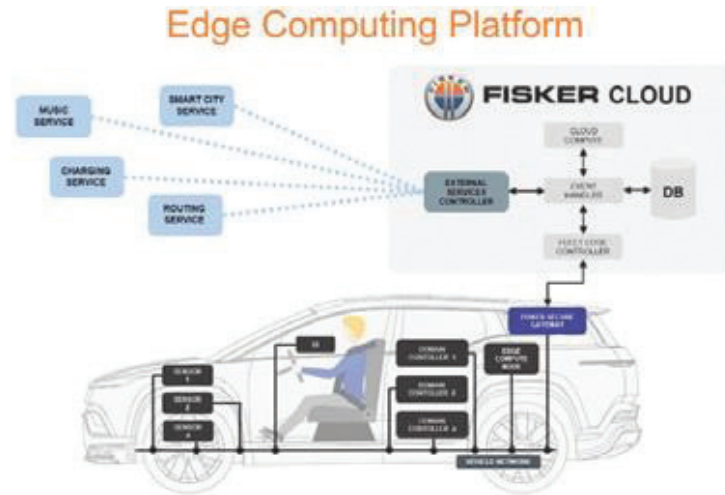 Edge Computing Platform
FISKER CLOUD
MUSIC
SERVICE
SMART CITY
SERVICE
CHARGING
SERVICE
ROUTING
SERVICE
EXTERNAL
SERVICES
CONTROLLER
CLOUD
COMPUTE
EVENT
HANDLER
DB
FLEET EDGE
CONTROLLER
SECURE
GATEWAY
SENSOR
1
SENSOR
2
SENSOR
DOMAIN
CONTROLLER 1
DOMAIN
CONTROLLER 2
DOMAIN
CONTROLLER
EDGE
COMPUTE
NODE
VEHICLE NETWORK